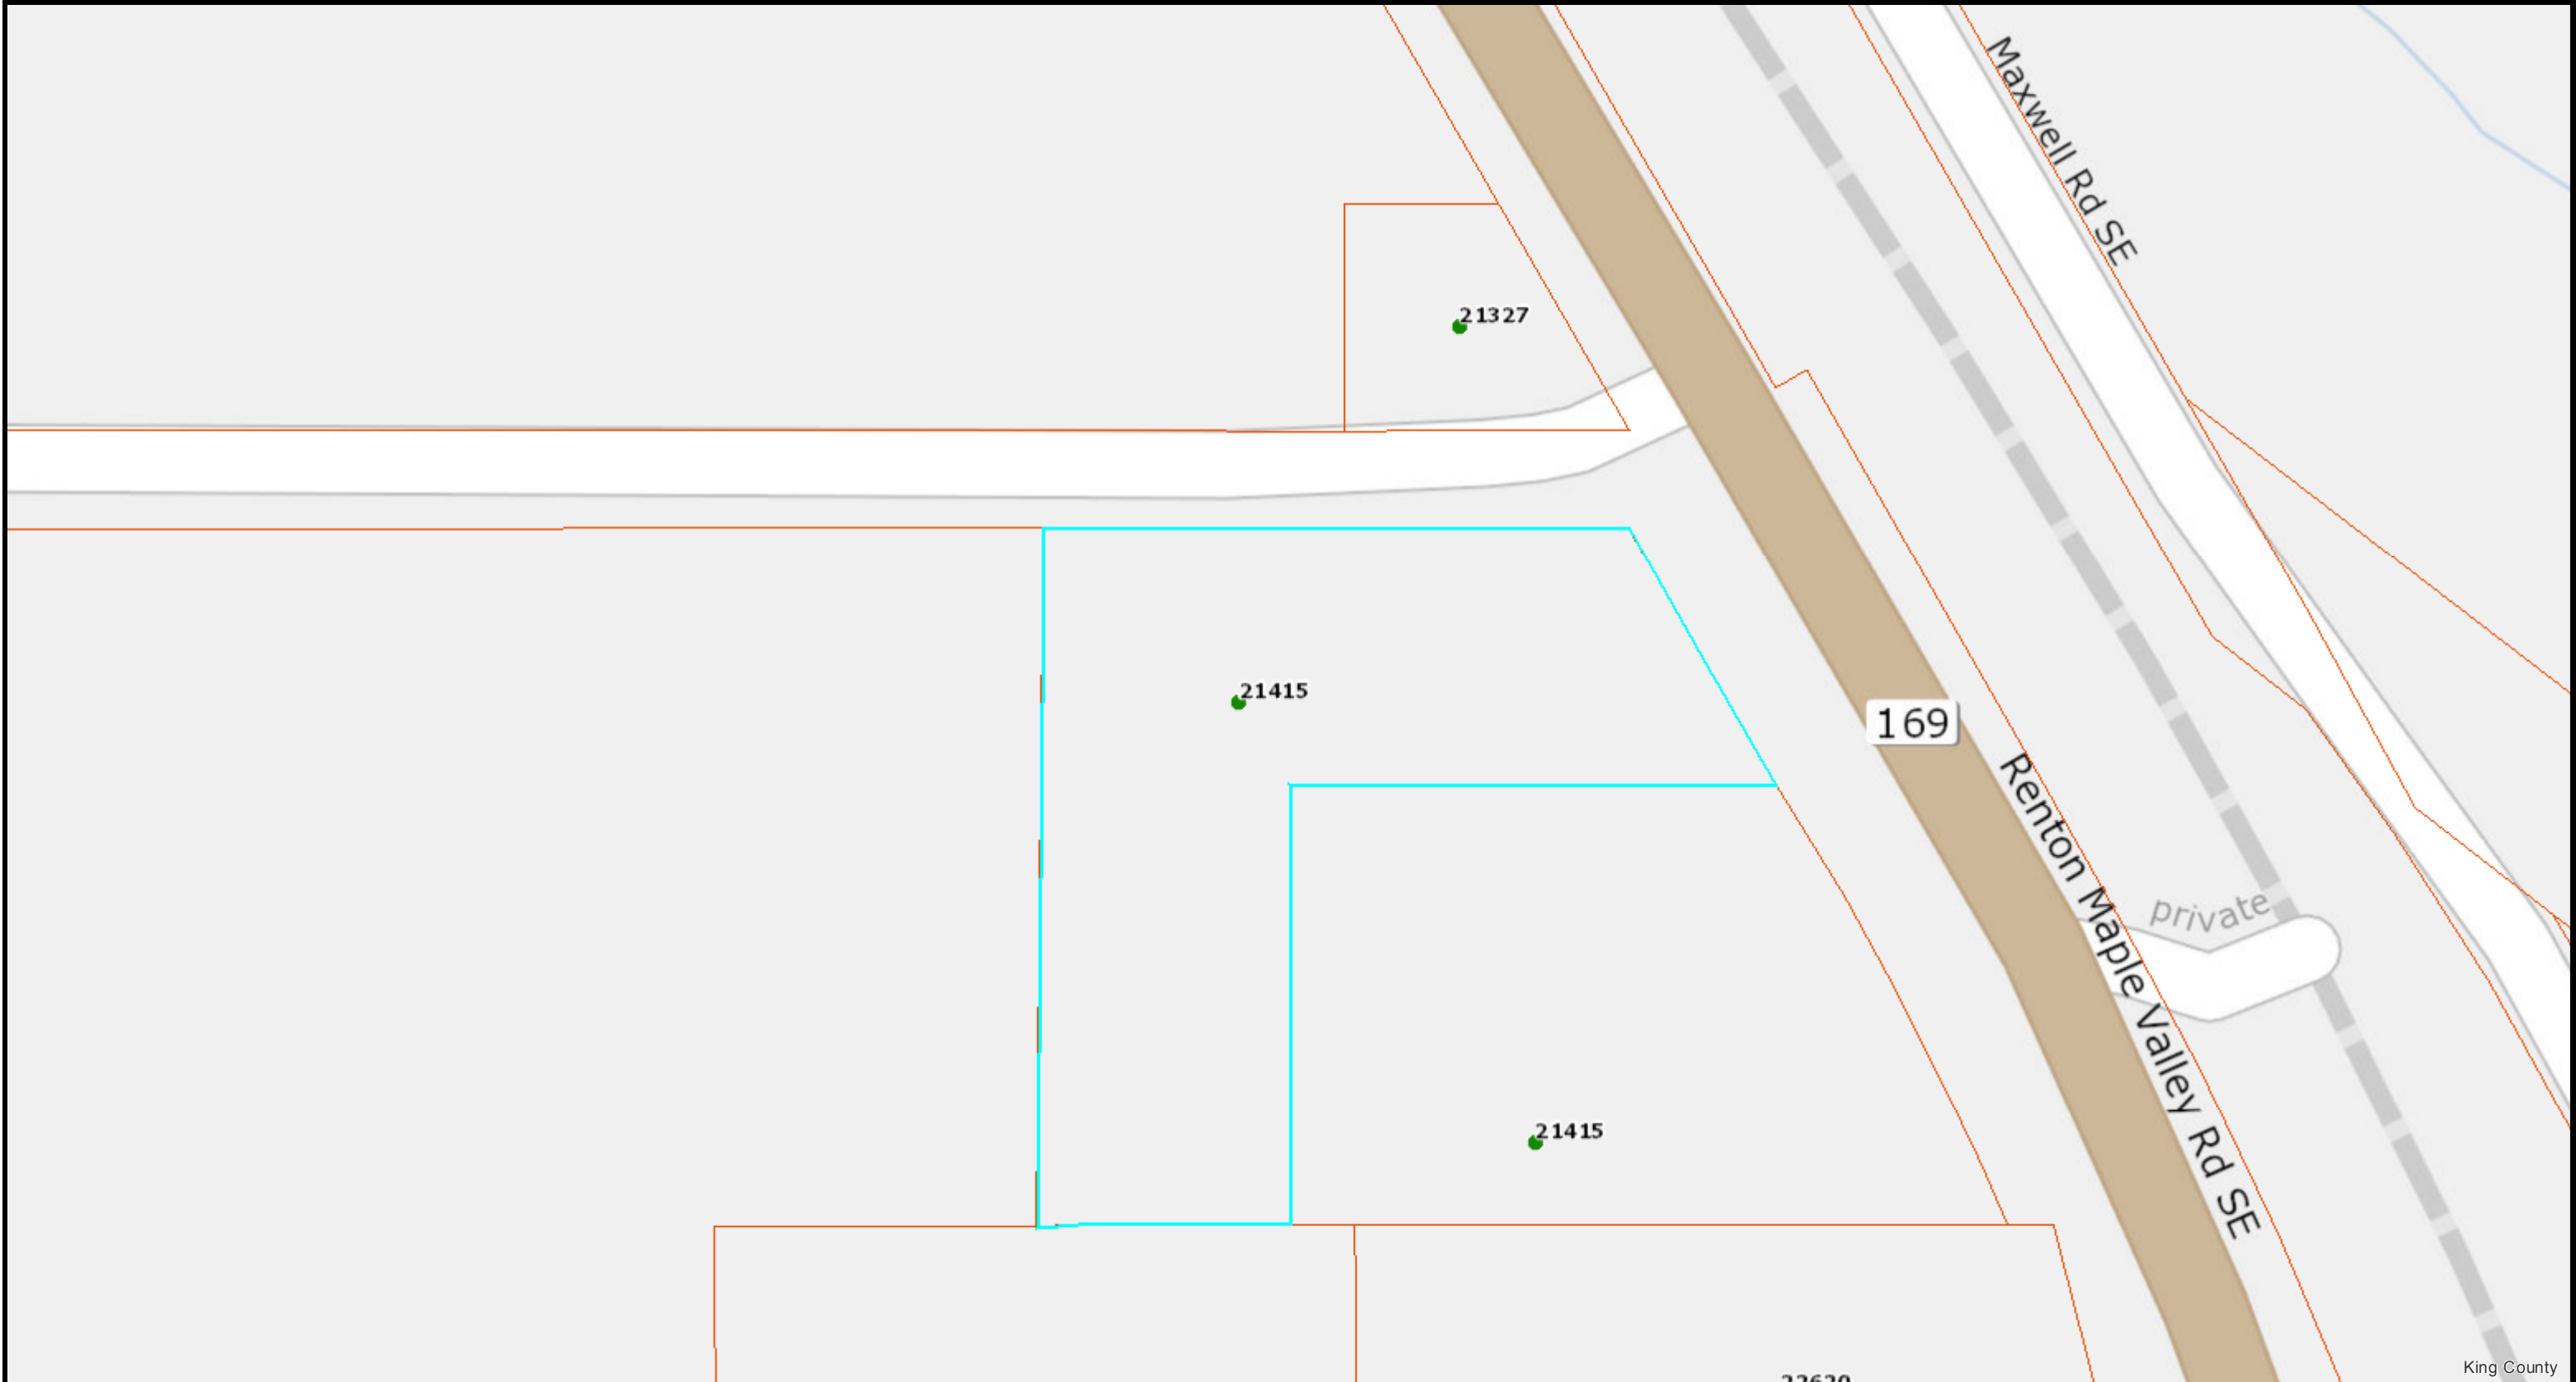 Maxwell Rd SE
21327
21415
169
Renton Maple Valley Rd SE
private
21415
King County